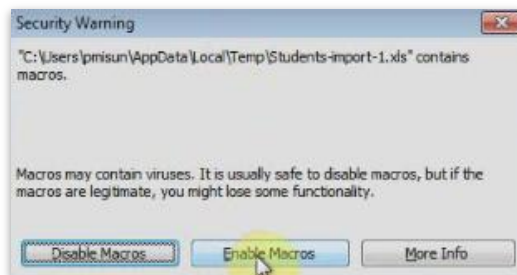 Security Warning
"C:\Users\pmisun\AppData\Local\Temp\Students-import-1.xls" contains
macros.
Macros may contain viruses. It is usually safe to disable macros, but if the
macros are legitimate, you might lose some functionality.
Disable Macros Enable Macros More Info